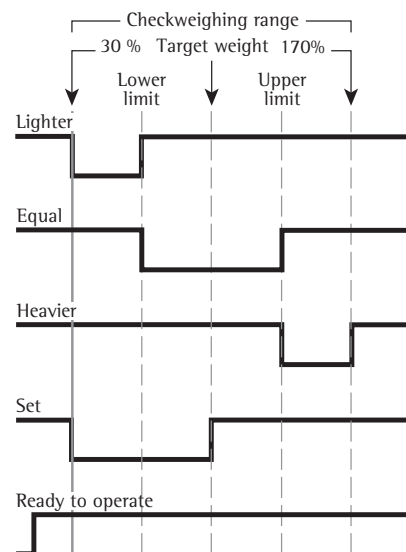 Checkweighing range
30 % Target weight 170%
Lower
limit
Upper
limit
Lighter
Equal
Heavier
Set
Ready to operate